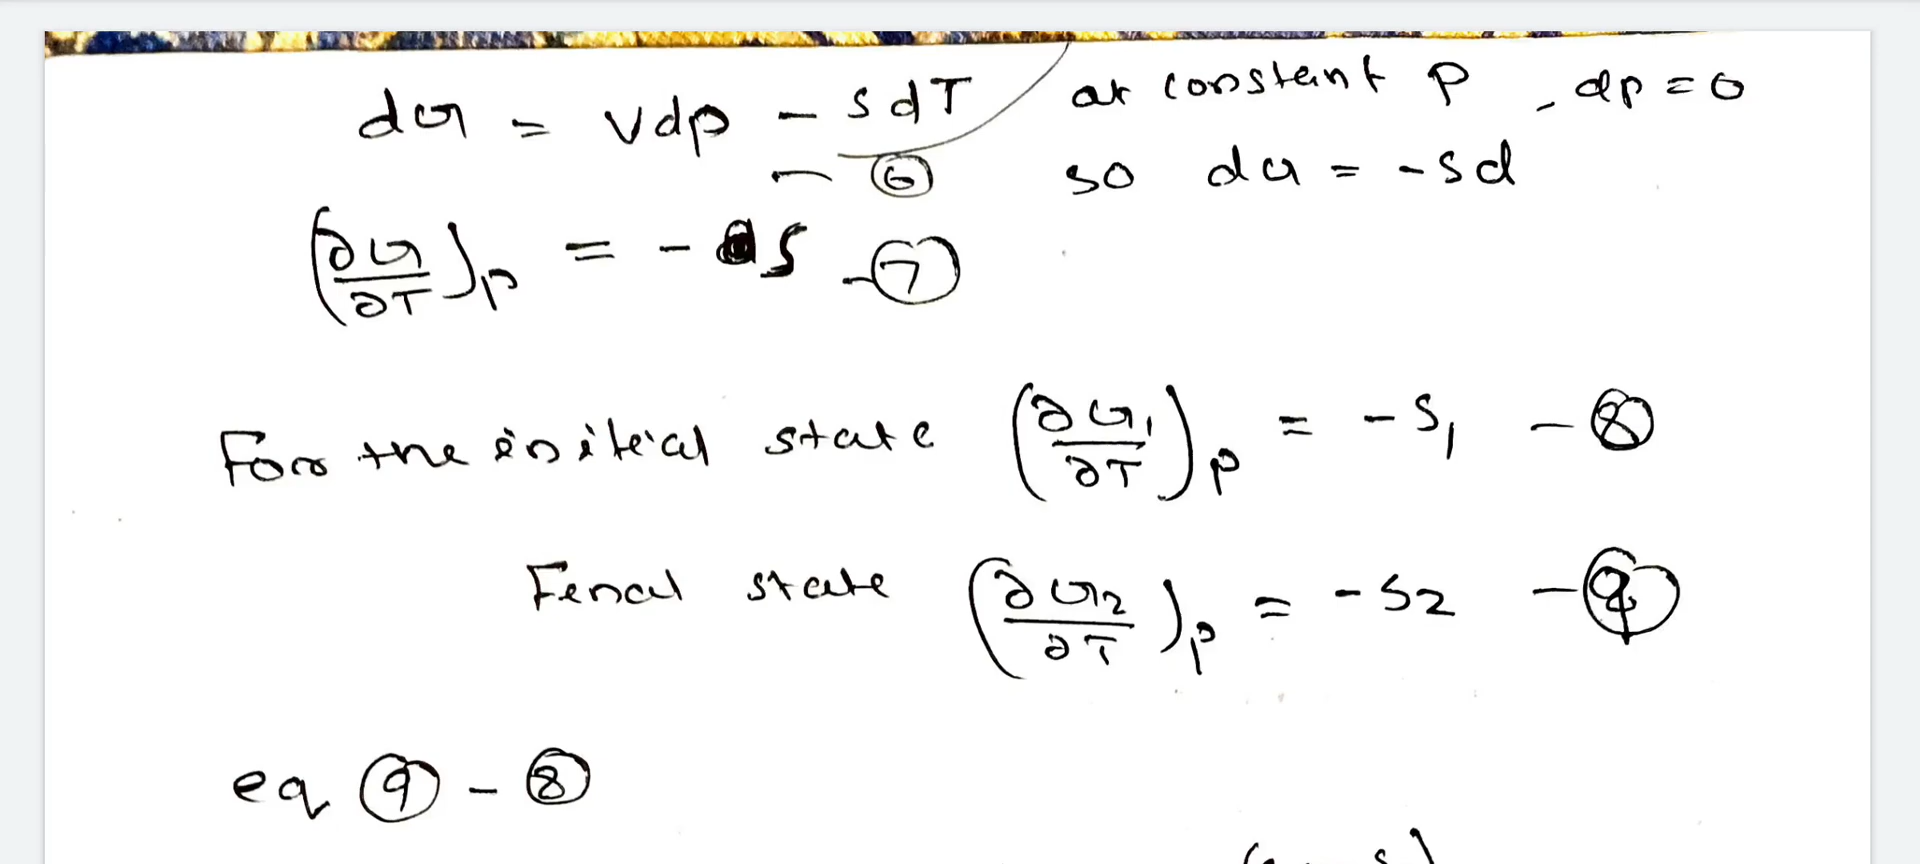 dG = vdp - sdT at constant P, dp = 0
- ⑥ so dG = -sd
(∂G/∂T)p = - S - ⑦
For the initial state (∂G₁/∂T)p = - S₁ - ⑧
Fenal state (∂G₂/∂T)p = - S2 - ⑨
eq ⑨ - ⑧